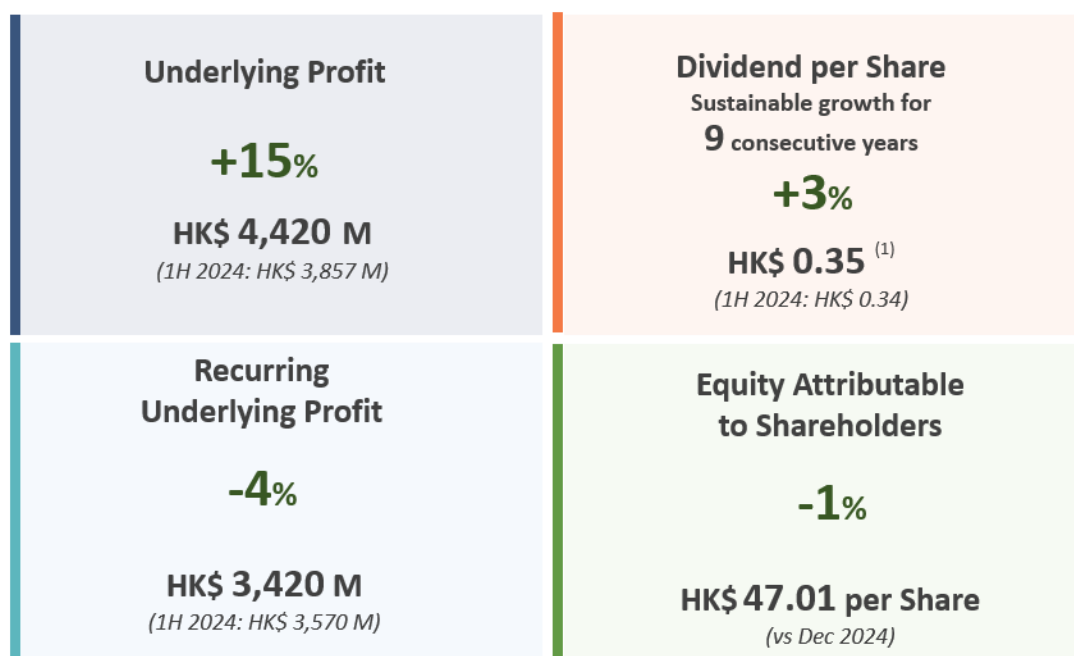 Underlying Profit
+15%
HK$ 4,420 M
(1H 2024: HK$ 3,857 M)
Dividend per Share
Sustainable growth for
9 consecutive years
+3%
HK$ 0.35 (1)
(1H 2024: HK$ 0.34)
Recurring
Underlying Profit
-4%
HK$ 3,420 M
(1H 2024: HK$ 3,570 M)
Equity Attributable
to Shareholders
-1%
HK$ 47.01 per Share
(vs Dec 2024)